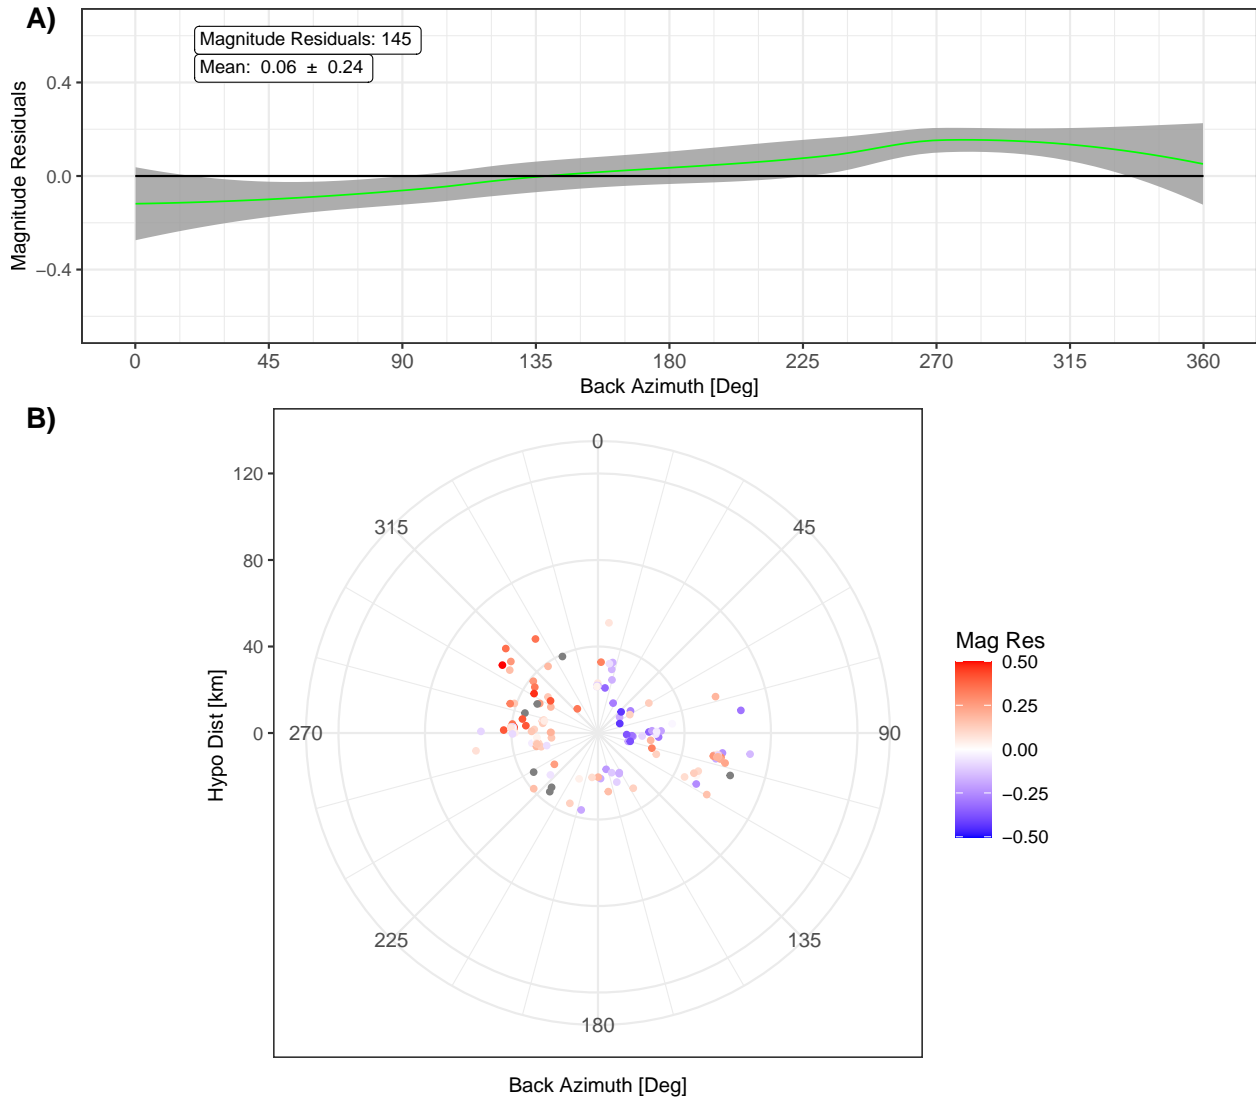 A)
Magnitude Residuals: 145
Mean:  0.06  ±  0.24
Magnitude Residuals
0.4
0.0
−0.4
0 45 90 135 180 225 270 315 360
Back Azimuth [Deg]
B)
Hypo Dist [km]
120
80
40
0
0
45
90
135
180
225
270
315
Back Azimuth [Deg]
Mag Res
0.50
0.25
0.00
−0.25
−0.50